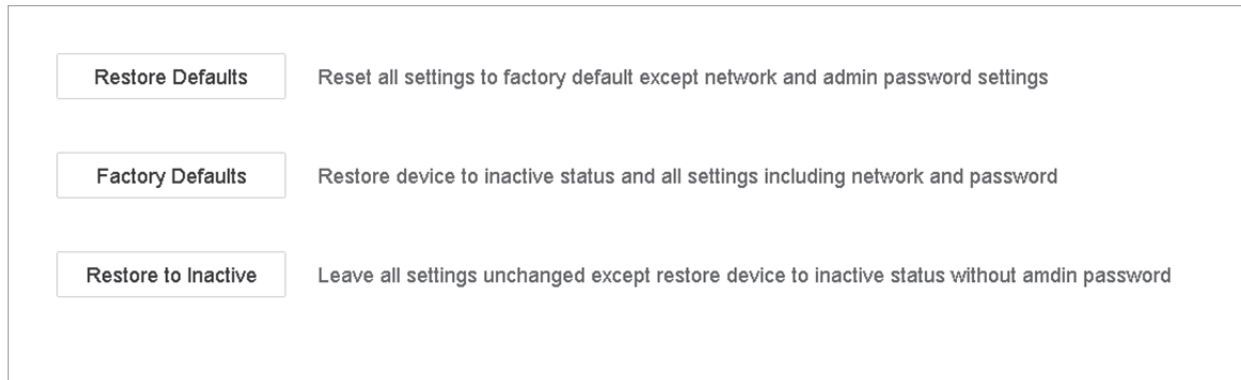 Restore Defaults Reset all settings to factory default except network and admin password settings
Factory Defaults Restore device to inactive status and all settings including network and password
Restore to Inactive Leave all settings unchanged except restore device to inactive status without amdin password